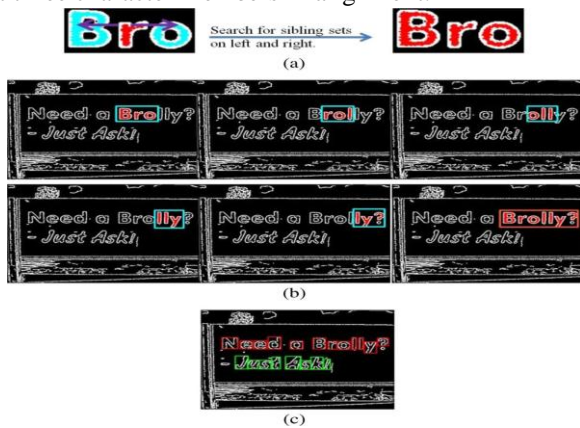 Bro
Search for sibling sets
on left and right.
Bro
(a)
Need a Brolly?
- Just Ask!
Need a Brolly?
- Just Ask!
Need a Brolly?
- Just Ask!
Need a Brolly?
- Just Ask!
Need a Brolly?
- Just Ask!
Need a Brolly?
- Just Ask!
(b)
Need a Brolly?
- Just Ask!
(c)